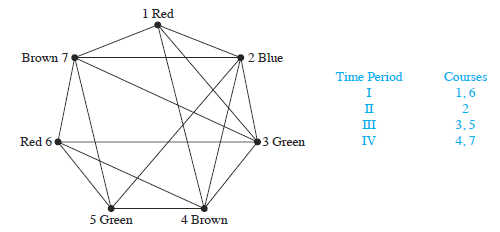 1 Red
Brown 7
2 Blue
Red 6
3 Green
5 Green
4 Brown
Time Period Courses
I 1, 6
II 2
III 3, 5
IV 4, 7